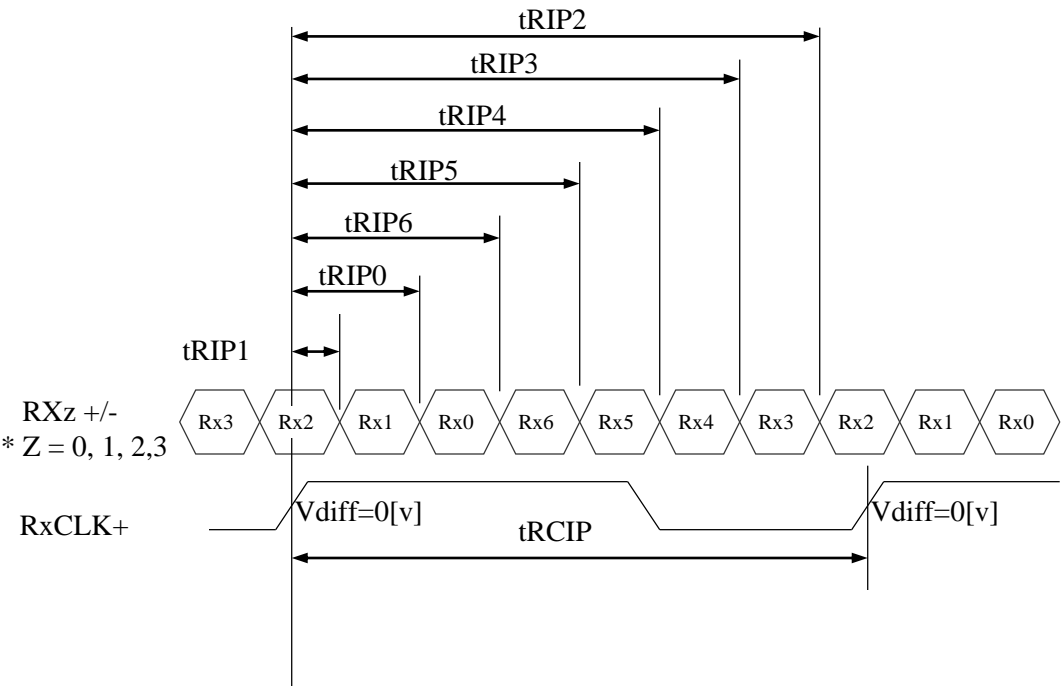 tRIP2
tRIP3
tRIP4
tRIP5
tRIP6
tRIP0
tRIP1
RXz +/-
* Z = 0, 1, 2,3
Rx3 Rx2 Rx1 Rx0 Rx6 Rx5 Rx4 Rx3 Rx2 Rx1 Rx0
RxCLK+
Vdiff=0[v] Vdiff=0[v]
tRCIP